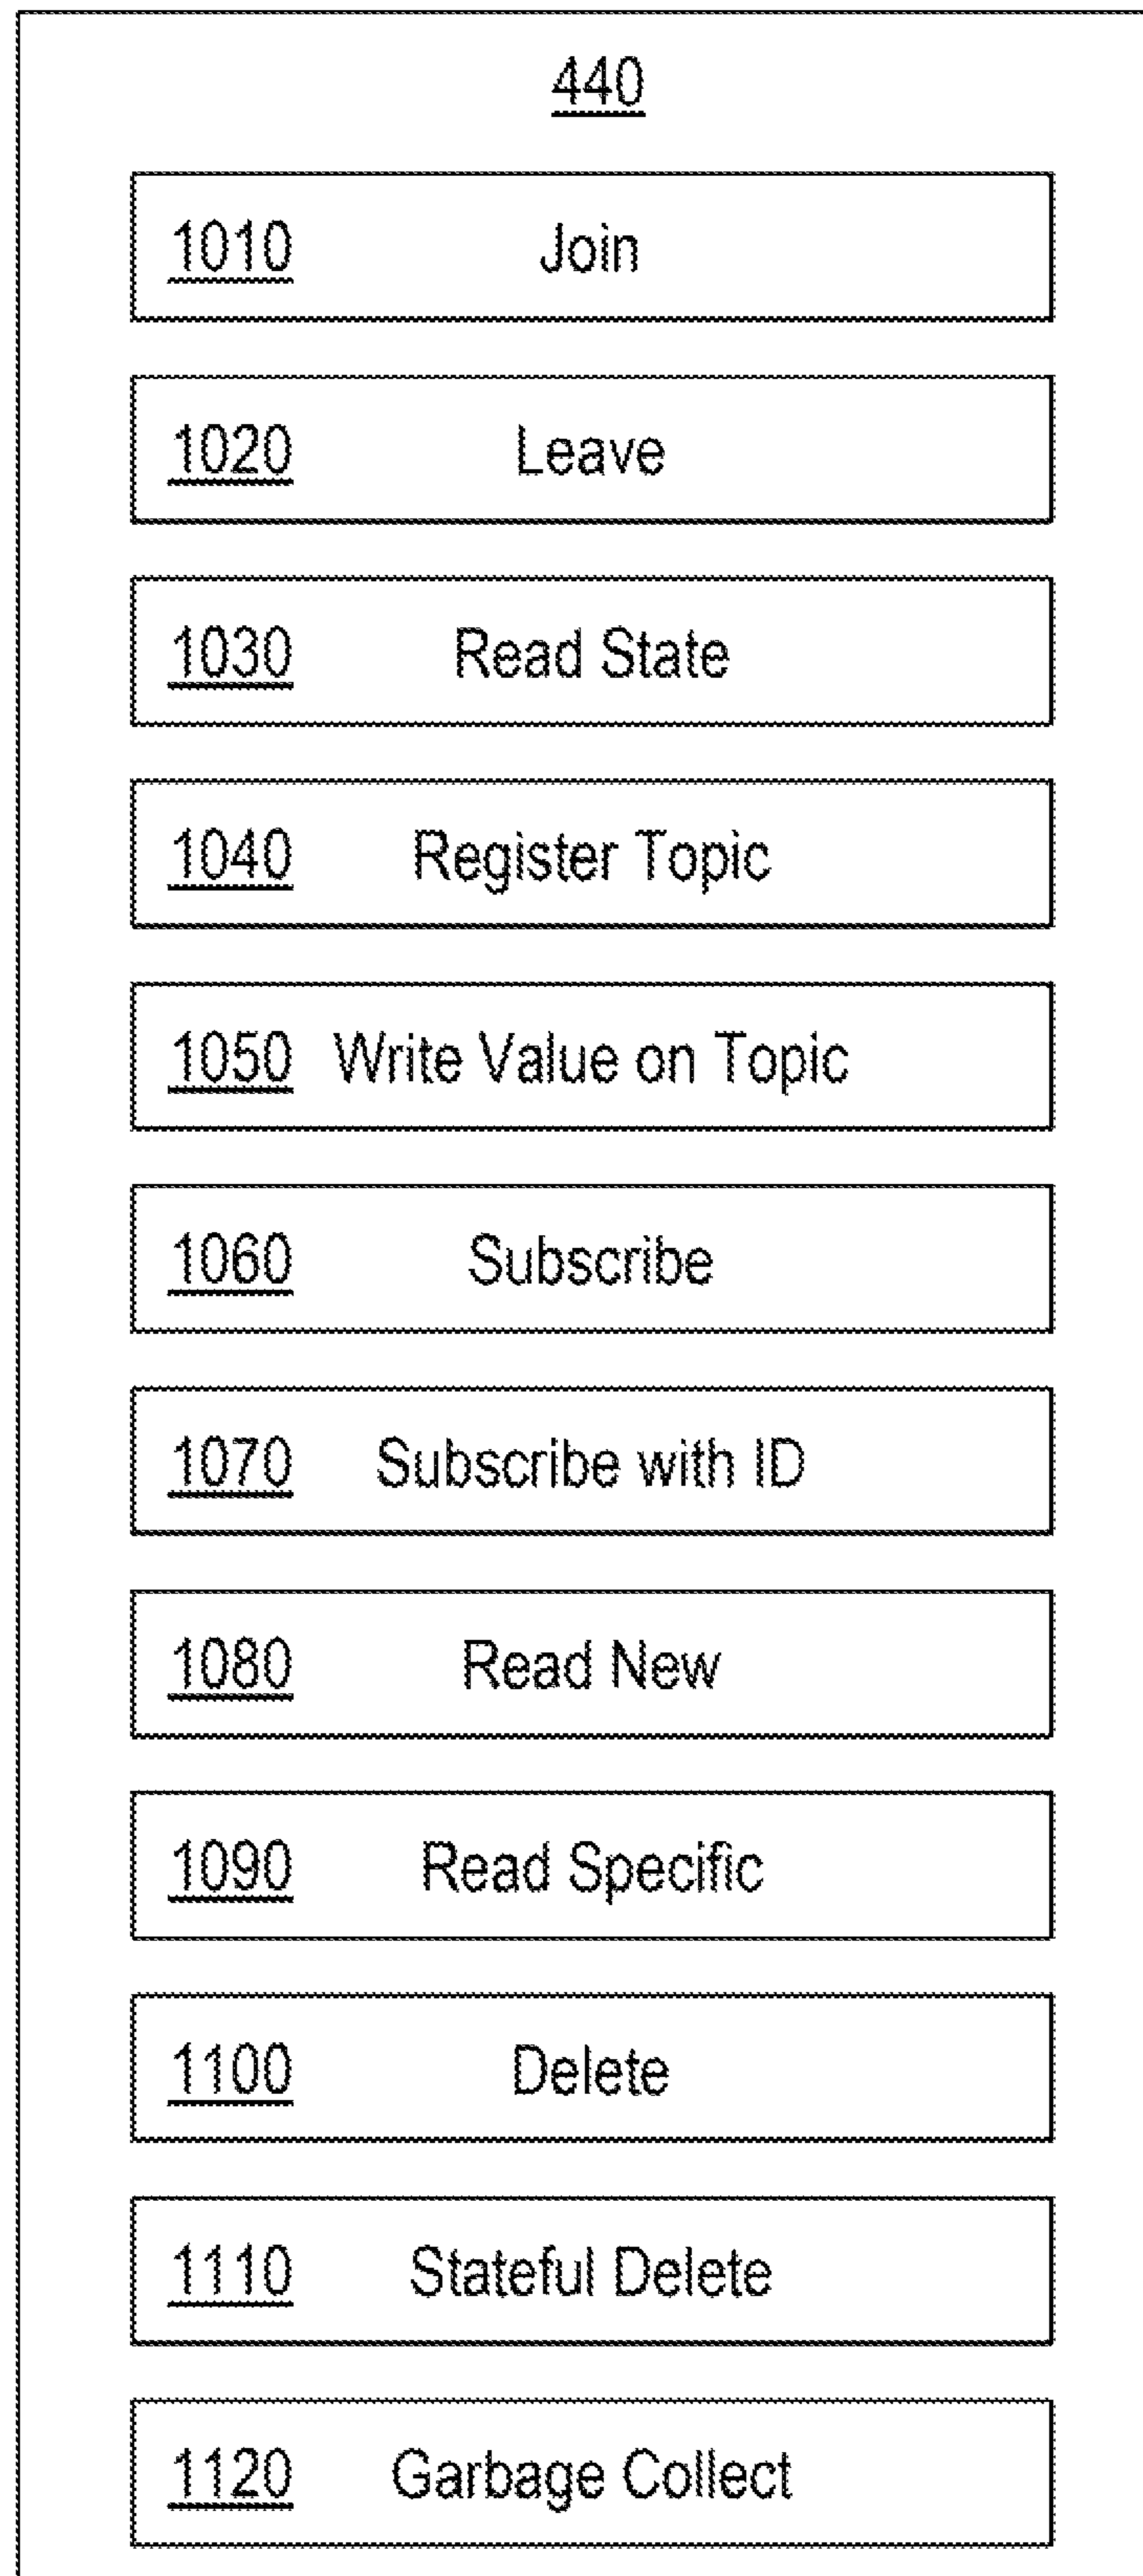 440
1010 Join
1020 Leave
1030 Read State
1040 Register Topic
1050 Write Value on Topic
1060 Subscribe
1070 Subscribe with ID
1080 Read New
1090 Read Specific
1100 Delete
1110 Stateful Delete
1120 Garbage Collect